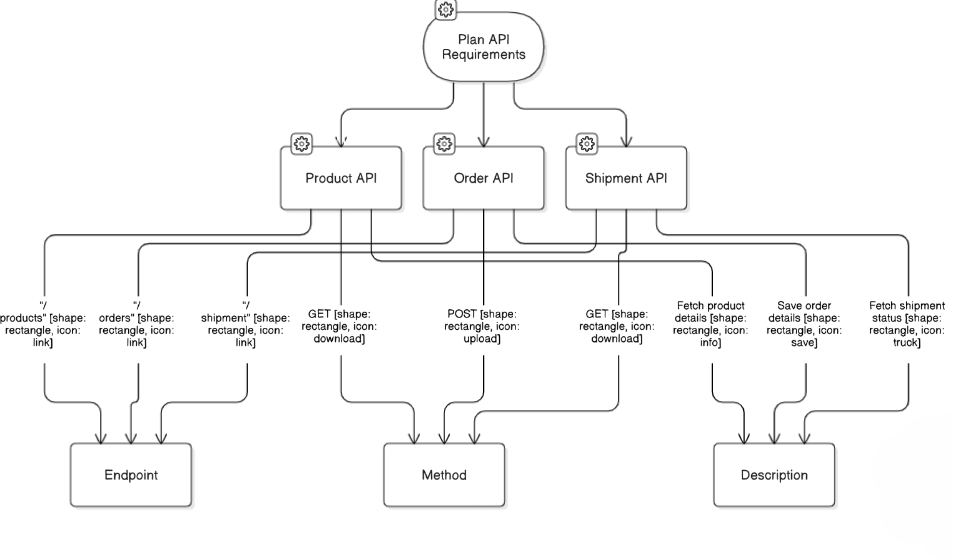 Plan API
Requirements
Product API
Order API
Shipment API
"/
products" [shape:
rectangle, icon:
link]
"/
orders" [shape:
rectangle, icon:
link]
"/
shipment" [shape:
rectangle, icon:
link]
GET [shape:
rectangle, icon:
download]
POST [shape:
rectangle, icon:
upload]
GET [shape:
rectangle, icon:
download]
Fetch product
details [shape:
rectangle, icon:
info]
Save order
details [shape:
rectangle, icon:
save]
Fetch shipment
status [shape:
rectangle, icon:
truck]
Endpoint
Method
Description